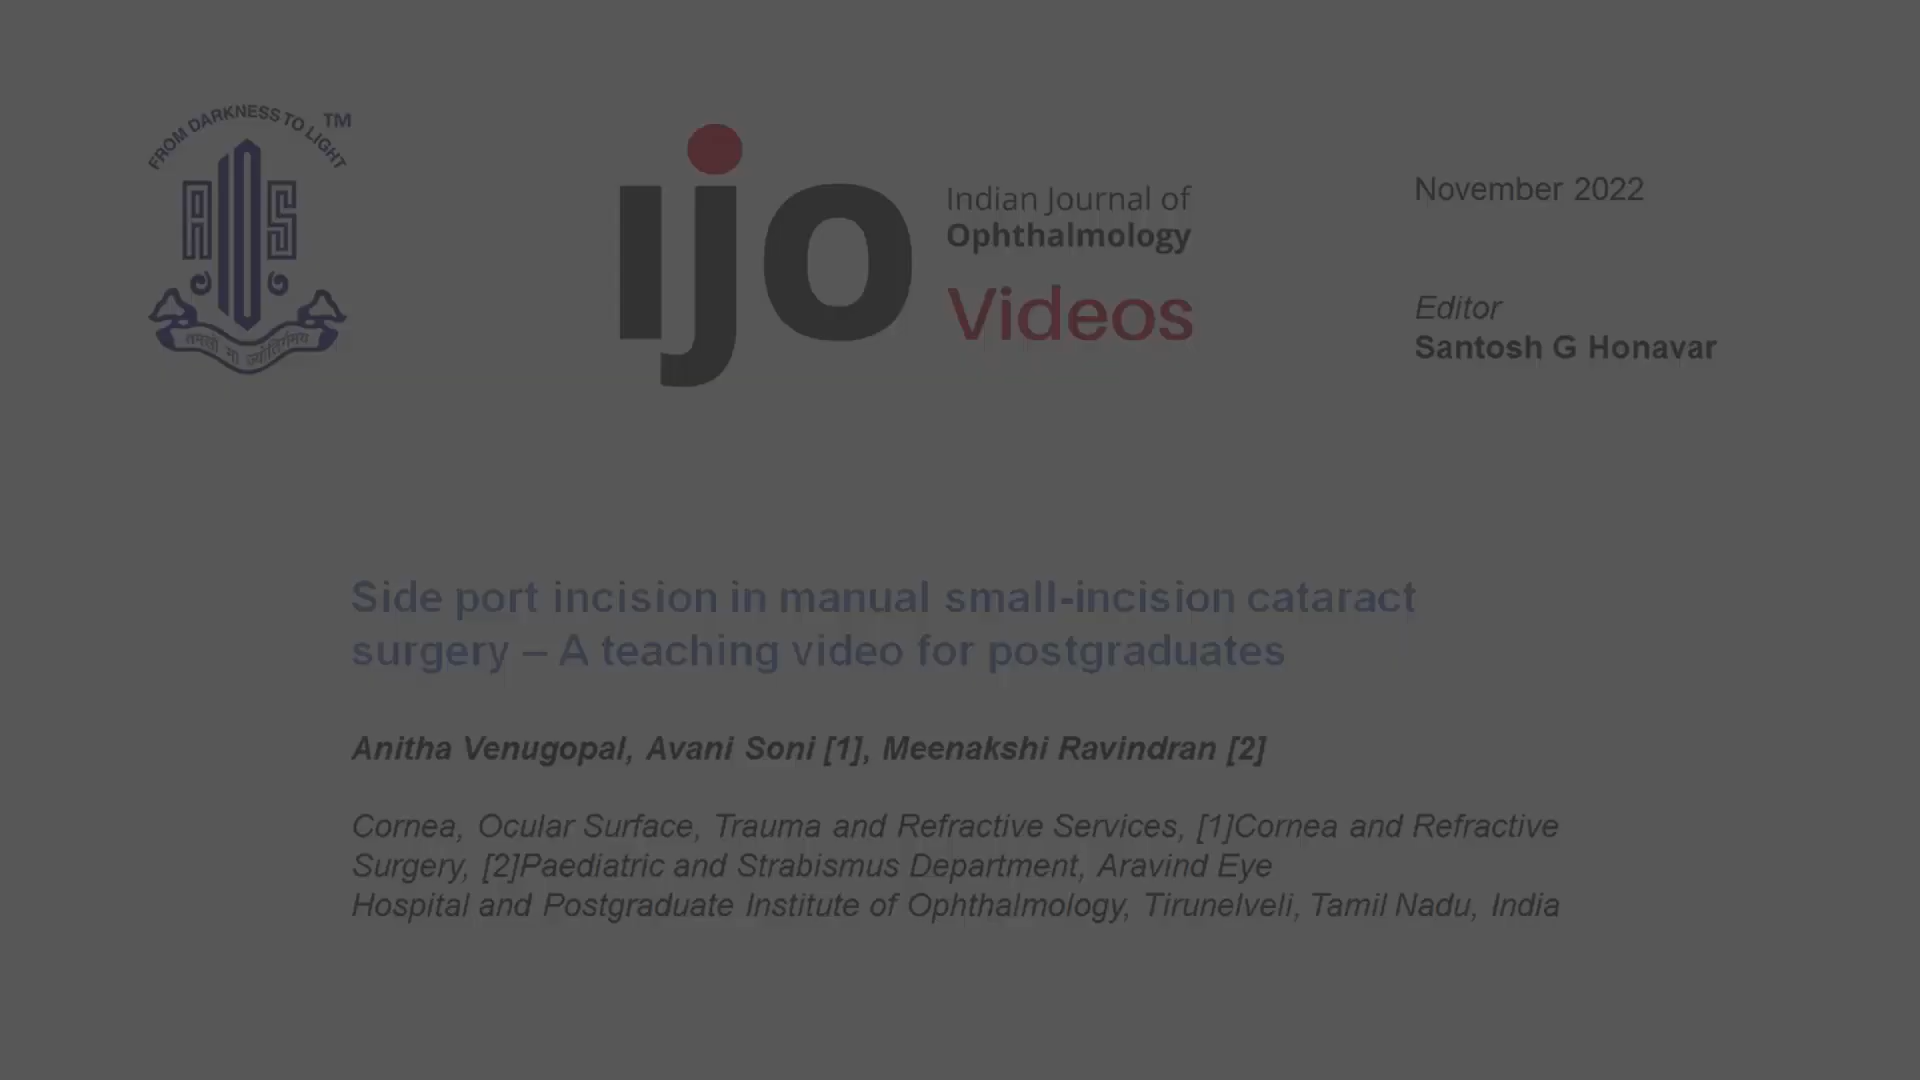 FROM DARKNESS TO LIGHT
TM
AIOS
तमसो मा ज्योतिर्गमय
ijo
Indian Journal of
Ophthalmology
Videos
November 2022
Editor
Santosh G Honavar
Side port incision in manual small-incision cataract
surgery – A teaching video for postgraduates
Anitha Venugopal, Avani Soni [1], Meenakshi Ravindran [2]
Cornea, Ocular Surface, Trauma and Refractive Services, [1]Cornea and Refractive
Surgery, [2]Paediatric and Strabismus Department, Aravind Eye
Hospital and Postgraduate Institute of Ophthalmology, Tirunelveli, Tamil Nadu, India